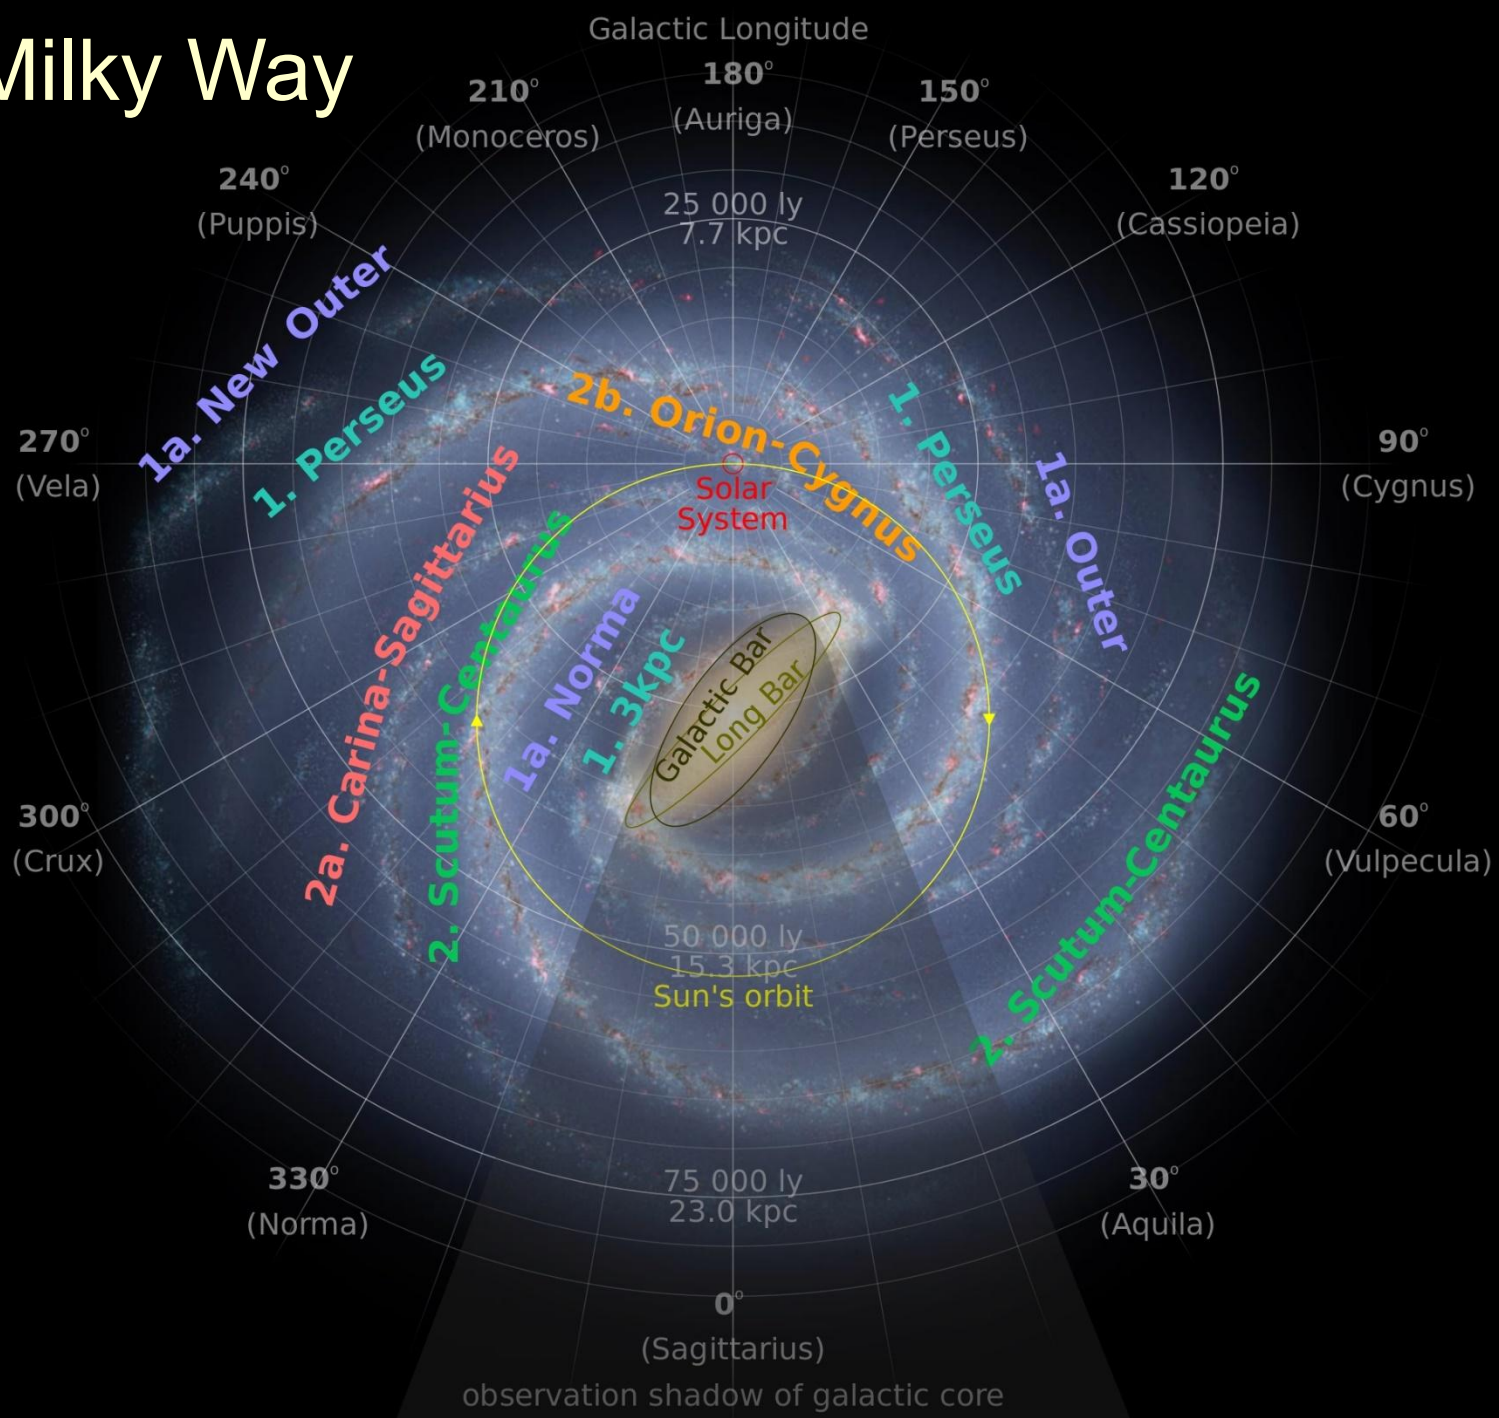 Milky Way
Galactic Longitude
180°
(Auriga)
210°
(Monoceros)
150°
(Perseus)
240°
(Puppis)
120°
(Cassiopeia)
25 000 ly
7.7 kpc
1a. New Outer
1. Perseus
2b. Orion-Cygnus
1. Perseus
1a. Outer
270°
(Vela)
90°
(Cygnus)
Solar
System
2a. Carina-Sagittarius
2. Scutum-Centaurus
1a. Norma
1. 3kpc
Galactic Bar
Long Bar
2. Scutum-Centaurus
300°
(Crux)
60°
(Vulpecula)
50 000 ly
15.3 kpc
Sun's orbit
330°
(Norma)
30°
(Aquila)
75 000 ly
23.0 kpc
0°
(Sagittarius)
observation shadow of galactic core